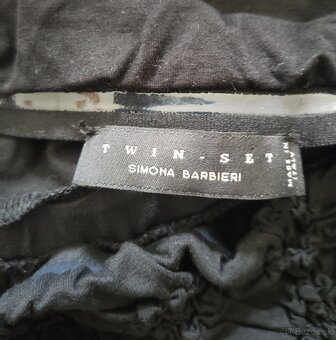 TWIN-SET
SIMONA BARBIERI
MADE IN
ITALY